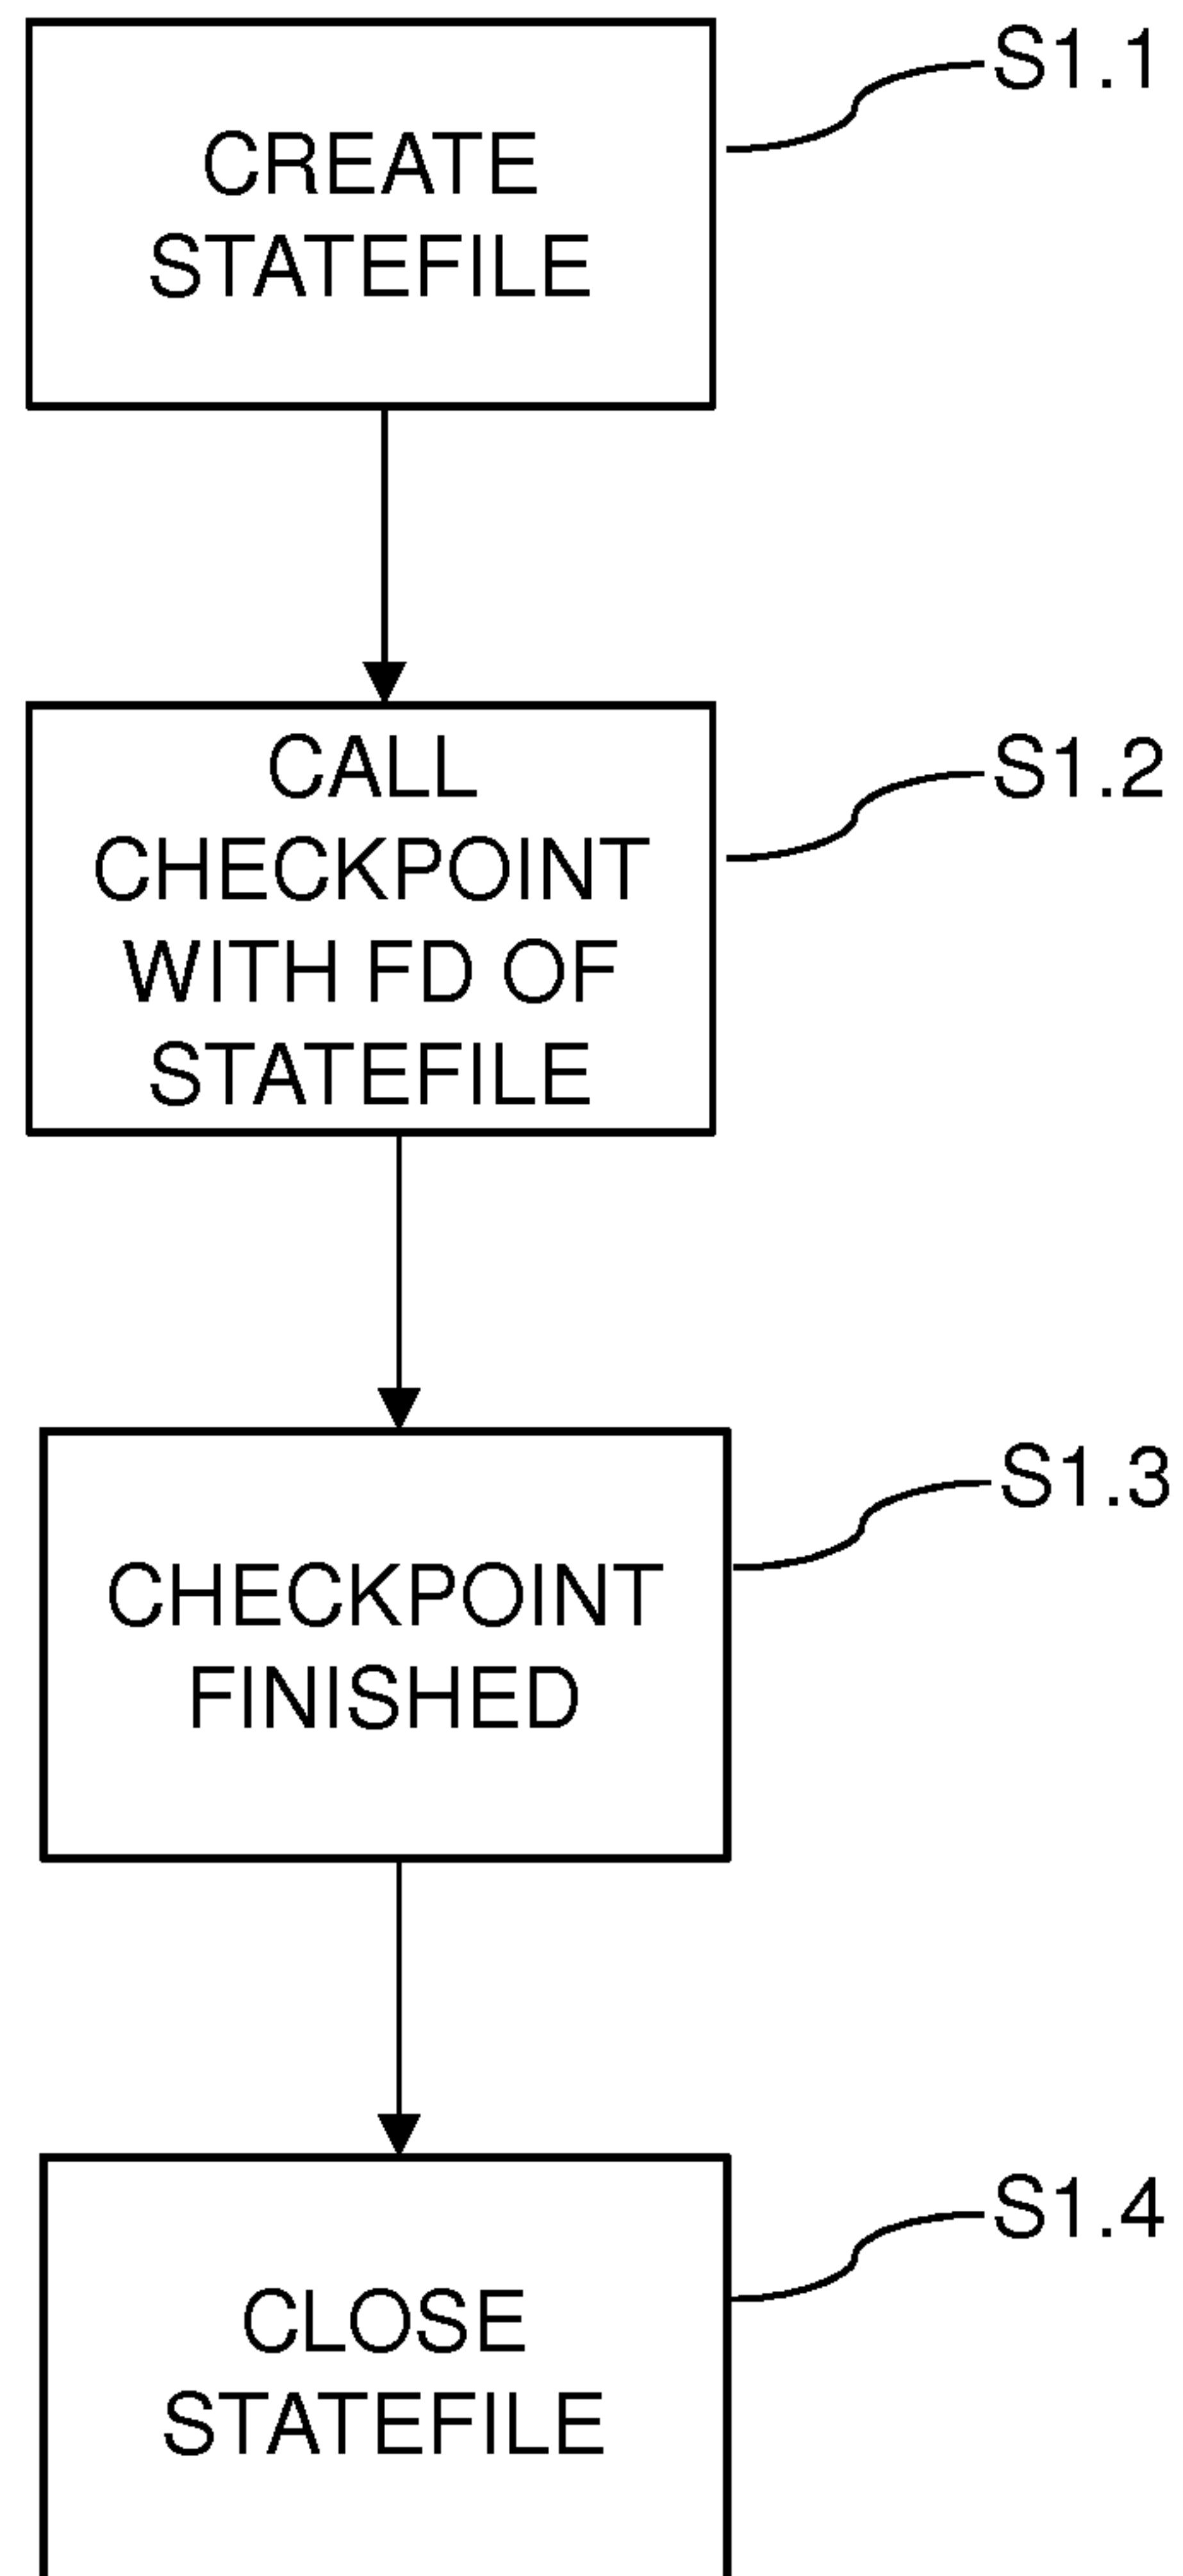 S1.1
CREATE
STATEFILE
S1.2
CALL
CHECKPOINT
WITH FD OF
STATEFILE
S1.3
CHECKPOINT
FINISHED
S1.4
CLOSE
STATEFILE